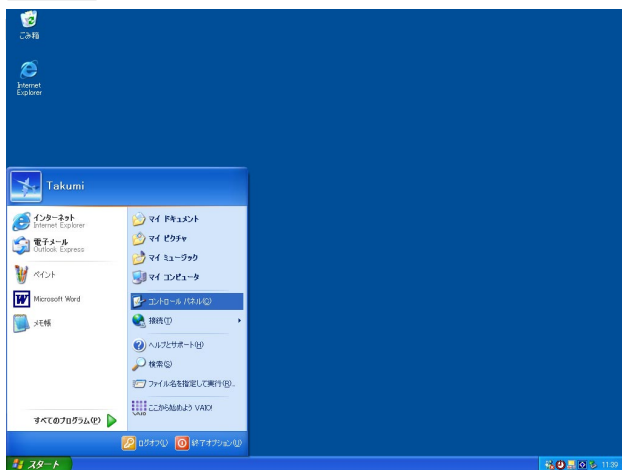 ごみ箱
Internet
Explorer
Takumi
インターネット
Internet Explorer
電子メール
Outlook Express
ペイント
Microsoft Word
メモ帳
すべてのプログラム(P)
マイ ドキュメント
マイ ピクチャ
マイ ミュージック
マイ コンピュータ
コントロール パネル(C)
接続(T)
ヘルプとサポート(H)
検索(S)
ファイル名を指定して実行(R)...
VAIO
ここから始めよう VAIO!
ログオフ(L)
終了オプション(U)
スタート
11:39